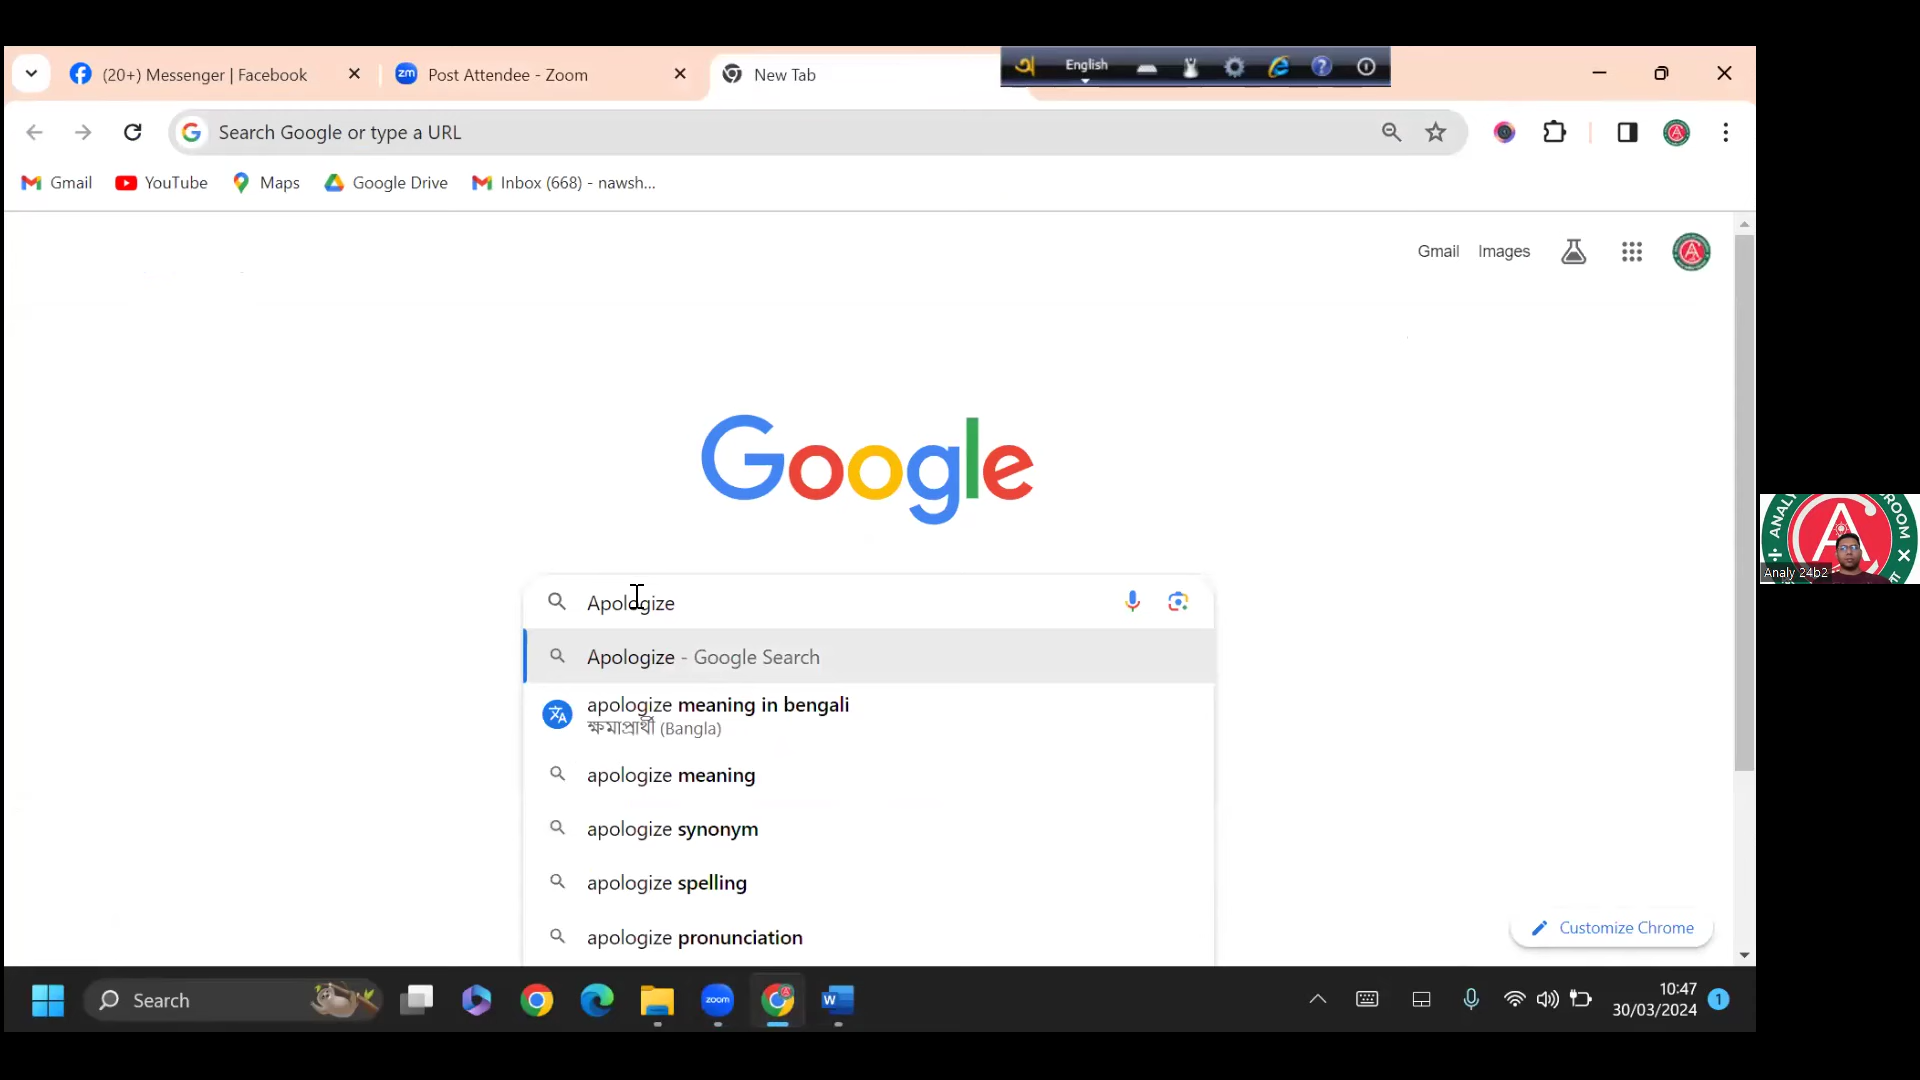 (20+) Messenger | Facebook
Post Attendee - Zoom
New Tab
অ English
Search Google or type a URL
Gmail
YouTube
Maps
Google Drive
Inbox (668) - nawsh...
Gmail Images
Google
Apologize
Apologize - Google Search
apologize meaning in bengali
ক্ষমাপ্রার্থী (Bangla)
apologize meaning
apologize synonym
apologize spelling
apologize pronunciation
Customize Chrome
Analy 24b2
Search
zoom
W
10:47
30/03/2024
1